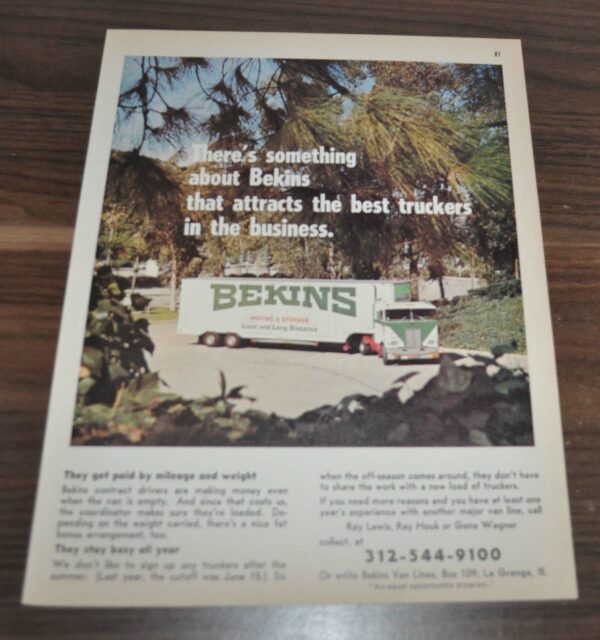 81
There's something
about Bekins
that attracts the best truckers
in the business.
BEKINS
MOVING & STORAGE
Local and Long Distance
They get paid by mileage and weight
Bekins contract drivers are making money even
when the van is empty. And since that costs us,
the coordinator makes sure they're loaded. De-
pending on the weight carried, there's a nice fat
bonus arrangement, too.
They stay busy all year
We don't like to sign up any truckers after the
summer. (Last year, the cutoff was June 15.) So
when the off-season comes around, they don't have
to share the work with a new load of truckers.
If you need more reasons and you have at least one
year's experience with another major van line, call
Ray Lewis, Ray Houk or Gene Wagner
collect, at
312-544-9100
Or write Bekins Van Lines, Box 109, La Grange, Ill.
"An equal opportunity program."